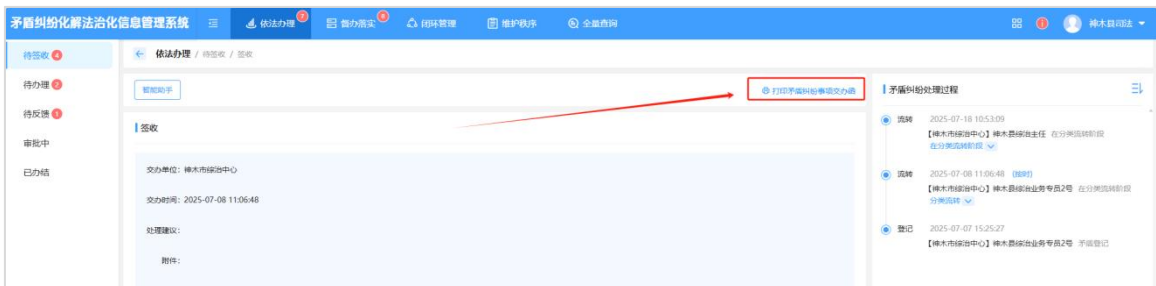 矛盾纠纷化解法治化信息管理系统 依法办理 7 督办落实 8 闭环管理 维护秩序 全量查询 神木县司法
待签收 4
待办理 2
待反馈 1
审批中
已办结
依法办理 / 待签收 / 签收
智能助手
打印矛盾纠纷事项交办函
签收
交办单位：神木市综治中心
交办时间：2025-07-08 11:06:48
处理建议：
附件：
矛盾纠纷处理过程
流转 2025-07-18 10:53:09
【神木市综治中心】神木县综治主任 在分类流转阶段
在分类流转阶段
流转 2025-07-08 11:06:48 (按时)
【神木市综治中心】神木县综治业务专员2号 在分类流转阶段
分类流转
登记 2025-07-07 15:25:27
【神木市综治中心】神木县综治业务专员2号 矛盾登记